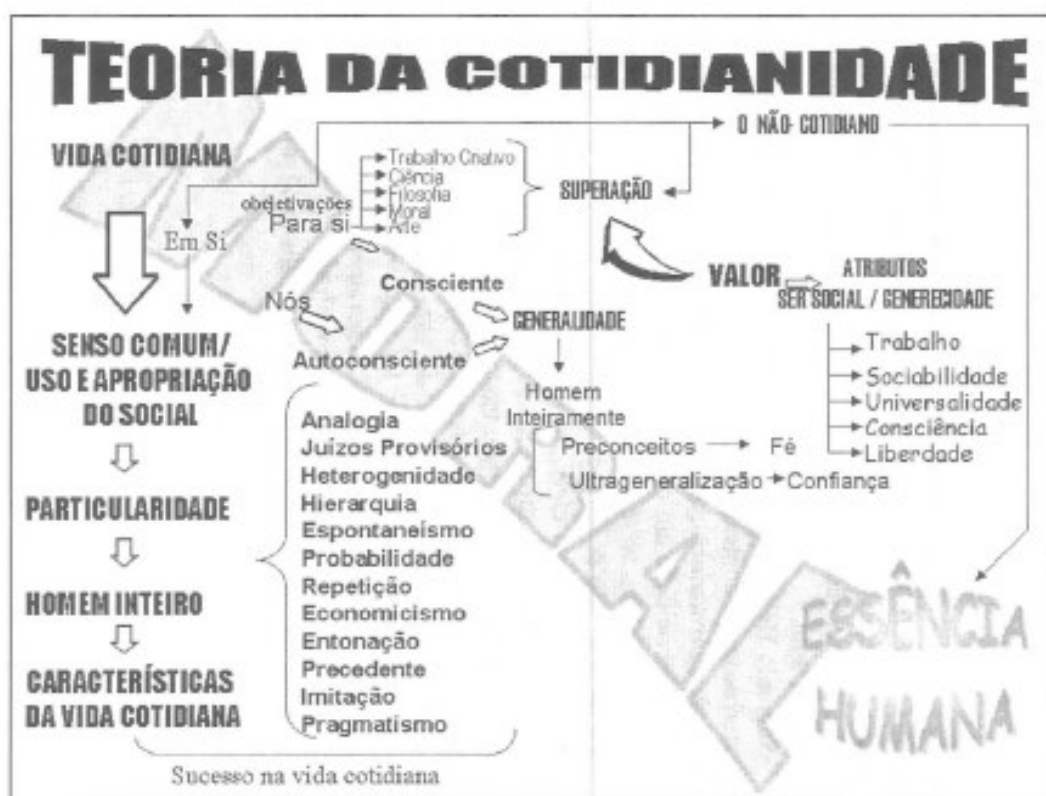 TEORIA DA COTIDIANIDADE
VIDA COTIDIANA
O NÃO-COTIDIANO
Em Si
objetivações
Para si
Trabalho Criativo
Ciência
Filosofia
Moral
Arte
SUPERAÇÃO
VALOR
ATRIBUTOS
SER SOCIAL / GENERECIDADE
Trabalho
Sociabilidade
Universalidade
Consciência
Liberdade
Nós
Consciente
Autoconsciente
GENERALIDADE
Homem
Inteiramente
Preconceitos
Fé
Ultrageneralização
Confiança
SENSO COMUM/
USO E APROPRIAÇÃO
DO SOCIAL
PARTICULARIDADE
HOMEM INTEIRO
CARACTERÍSTICAS
DA VIDA COTIDIANA
Analogia
Juízos Provisórios
Heterogenidade
Hierarquia
Espontaneísmo
Probabilidade
Repetição
Economicismo
Entonação
Precedente
Imitação
Pragmatismo
Sucesso na vida cotidiana
ESSÊNCIA
HUMANA